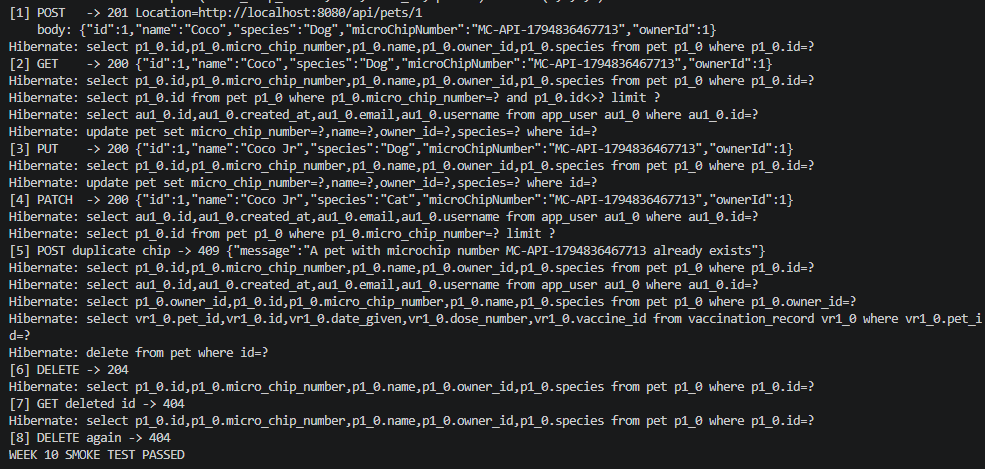 [1] POST   -> 201 Location=http://localhost:8080/api/pets/1
    body: {"id":1,"name":"Coco","species":"Dog","microChipNumber":"MC-API-1794836467713","ownerId":1}
Hibernate: select p1_0.id,p1_0.micro_chip_number,p1_0.name,p1_0.owner_id,p1_0.species from pet p1_0 where p1_0.id=?
[2] GET    -> 200 {"id":1,"name":"Coco","species":"Dog","microChipNumber":"MC-API-1794836467713","ownerId":1}
Hibernate: select p1_0.id,p1_0.micro_chip_number,p1_0.name,p1_0.owner_id,p1_0.species from pet p1_0 where p1_0.id=?
Hibernate: select p1_0.id from pet p1_0 where p1_0.micro_chip_number=? and p1_0.id<>? limit ?
Hibernate: select au1_0.id,au1_0.created_at,au1_0.email,au1_0.username from app_user au1_0 where au1_0.id=?
Hibernate: update pet set micro_chip_number=?,name=?,owner_id=?,species=? where id=?
[3] PUT    -> 200 {"id":1,"name":"Coco Jr","species":"Dog","microChipNumber":"MC-API-1794836467713","ownerId":1}
Hibernate: select p1_0.id,p1_0.micro_chip_number,p1_0.name,p1_0.owner_id,p1_0.species from pet p1_0 where p1_0.id=?
Hibernate: update pet set micro_chip_number=?,name=?,owner_id=?,species=? where id=?
[4] PATCH  -> 200 {"id":1,"name":"Coco Jr","species":"Cat","microChipNumber":"MC-API-1794836467713","ownerId":1}
Hibernate: select au1_0.id,au1_0.created_at,au1_0.email,au1_0.username from app_user au1_0 where au1_0.id=?
Hibernate: select p1_0.id from pet p1_0 where p1_0.micro_chip_number=? limit ?
[5] POST duplicate chip -> 409 {"message":"A pet with microchip number MC-API-1794836467713 already exists"}
Hibernate: select p1_0.id,p1_0.micro_chip_number,p1_0.name,p1_0.owner_id,p1_0.species from pet p1_0 where p1_0.id=?
Hibernate: select au1_0.id,au1_0.created_at,au1_0.email,au1_0.username from app_user au1_0 where au1_0.id=?
Hibernate: select p1_0.owner_id,p1_0.id,p1_0.micro_chip_number,p1_0.name,p1_0.species from pet p1_0 where p1_0.owner_id=?
Hibernate: select vr1_0.pet_id,vr1_0.id,vr1_0.date_given,vr1_0.dose_number,vr1_0.vaccine_id from vaccination_record vr1_0 where vr1_0.pet_i
d=?
Hibernate: delete from pet where id=?
[6] DELETE -> 204
Hibernate: select p1_0.id,p1_0.micro_chip_number,p1_0.name,p1_0.owner_id,p1_0.species from pet p1_0 where p1_0.id=?
[7] GET deleted id -> 404
Hibernate: select p1_0.id,p1_0.micro_chip_number,p1_0.name,p1_0.owner_id,p1_0.species from pet p1_0 where p1_0.id=?
[8] DELETE again -> 404
WEEK 10 SMOKE TEST PASSED